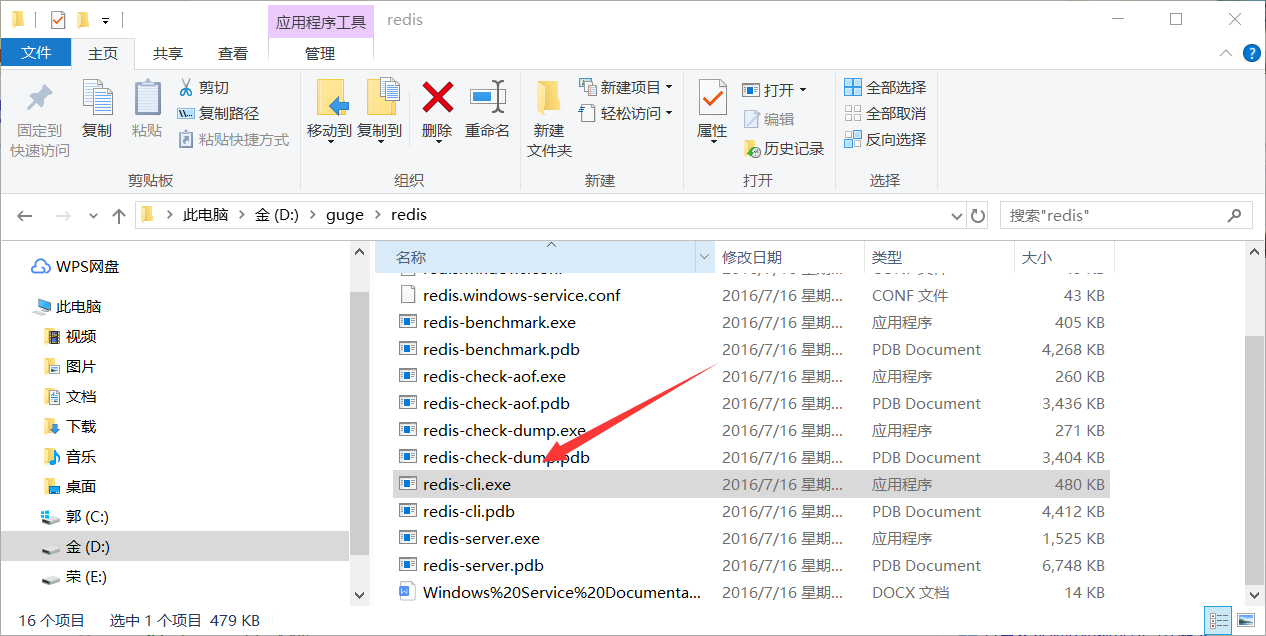 应用程序工具 redis
文件 主页 共享 查看 管理
固定到快速访问 复制 粘贴 剪切 复制路径 粘贴快捷方式
移动到 复制到 删除 重命名
新建文件夹 新建项目 轻松访问
属性 打开 编辑 历史记录
全部选择 全部取消 反向选择
剪贴板 组织 新建 打开 选择
此电脑 金 (D:) guge redis 搜索"redis"
WPS网盘
此电脑
视频
图片
文档
下载
音乐
桌面
郭 (C:)
金 (D:)
荣 (E:)
名称 修改日期 类型 大小
redis.windows-service.conf 2016/7/16 星期... CONF 文件 43 KB
redis-benchmark.exe 2016/7/16 星期... 应用程序 405 KB
redis-benchmark.pdb 2016/7/16 星期... PDB Document 4,268 KB
redis-check-aof.exe 2016/7/16 星期... 应用程序 260 KB
redis-check-aof.pdb 2016/7/16 星期... PDB Document 3,436 KB
redis-check-dump.exe 2016/7/16 星期... 应用程序 271 KB
redis-check-dump.pdb 2016/7/16 星期... PDB Document 3,404 KB
redis-cli.exe 2016/7/16 星期... 应用程序 480 KB
redis-cli.pdb 2016/7/16 星期... PDB Document 4,412 KB
redis-server.exe 2016/7/16 星期... 应用程序 1,525 KB
redis-server.pdb 2016/7/16 星期... PDB Document 6,748 KB
Windows%20Service%20Documenta... 2016/7/16 星期... DOCX 文档 14 KB
16 个项目 选中 1 个项目 479 KB